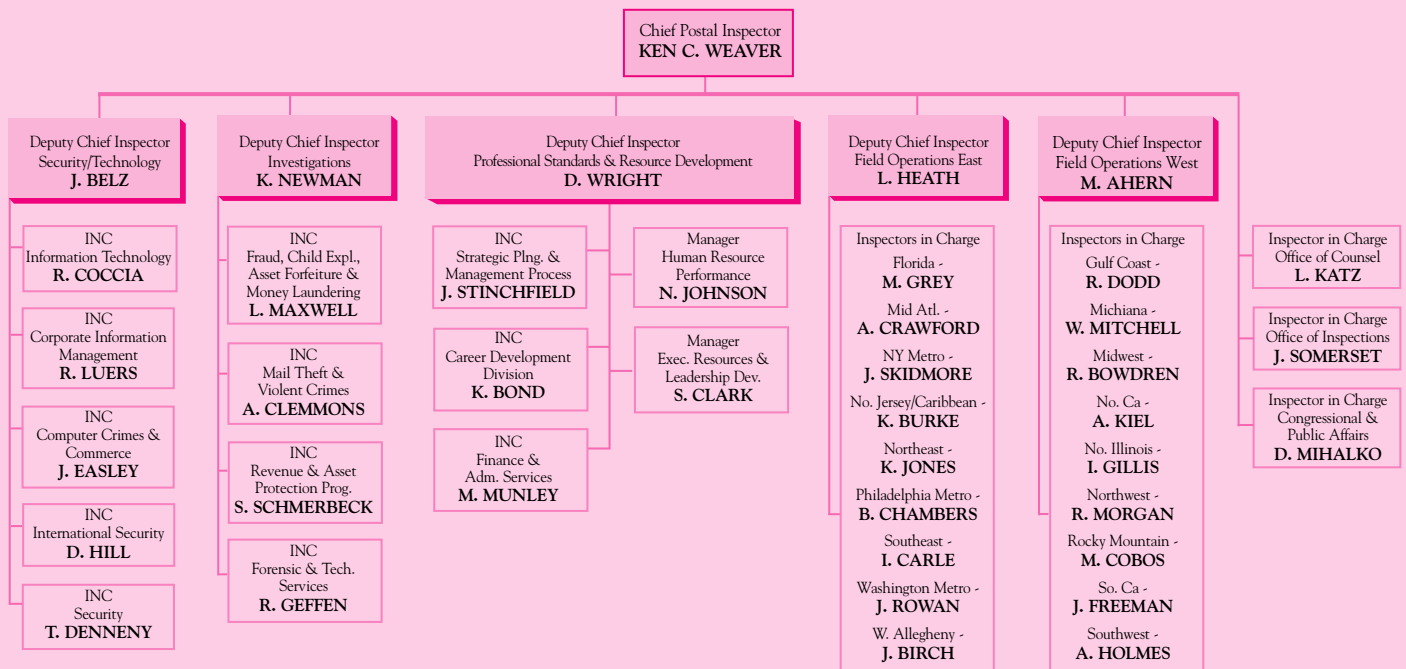 Chief Postal Inspector
KEN C. WEAVER
Deputy Chief Inspector
Security/Technology
J. BELZ
INC
Information Technology
R. COCCIA
INC
Corporate Information
Management
R. LUERS
INC
Computer Crimes &
Commerce
J. EASLEY
INC
International Security
D. HILL
INC
Security
T. DENNENY
Deputy Chief Inspector
Investigations
K. NEWMAN
INC
Fraud, Child Expl.,
Asset Forfeiture &
Money Laundering
L. MAXWELL
INC
Mail Theft &
Violent Crimes
A. CLEMMONS
INC
Revenue & Asset
Protection Prog.
S. SCHMERBECK
INC
Forensic & Tech.
Services
R. GEFFEN
Deputy Chief Inspector
Professional Standards & Resource Development
D. WRIGHT
INC
Strategic Plng. &
Management Process
J. STINCHFIELD
INC
Career Development
Division
K. BOND
INC
Finance &
Adm. Services
M. MUNLEY
Manager
Human Resource
Performance
N. JOHNSON
Manager
Exec. Resources &
Leadership Dev.
S. CLARK
Deputy Chief Inspector
Field Operations East
L. HEATH
Inspectors in Charge
Florida -
M. GREY
Mid Atl. -
A. CRAWFORD
NY Metro -
J. SKIDMORE
No. Jersey/Caribbean -
K. BURKE
Northeast -
K. JONES
Philadelphia Metro -
B. CHAMBERS
Southeast -
I. CARLE
Washington Metro -
J. ROWAN
W. Allegheny -
J. BIRCH
Deputy Chief Inspector
Field Operations West
M. AHERN
Inspectors in Charge
Gulf Coast -
R. DODD
Michiana -
W. MITCHELL
Midwest -
R. BOWDREN
No. Ca -
A. KIEL
No. Illinois -
I. GILLIS
Northwest -
R. MORGAN
Rocky Mountain -
M. COBOS
So. Ca -
J. FREEMAN
Southwest -
A. HOLMES
Inspector in Charge
Office of Counsel
L. KATZ
Inspector in Charge
Office of Inspections
J. SOMERSET
Inspector in Charge
Congressional &
Public Affairs
D. MIHALKO